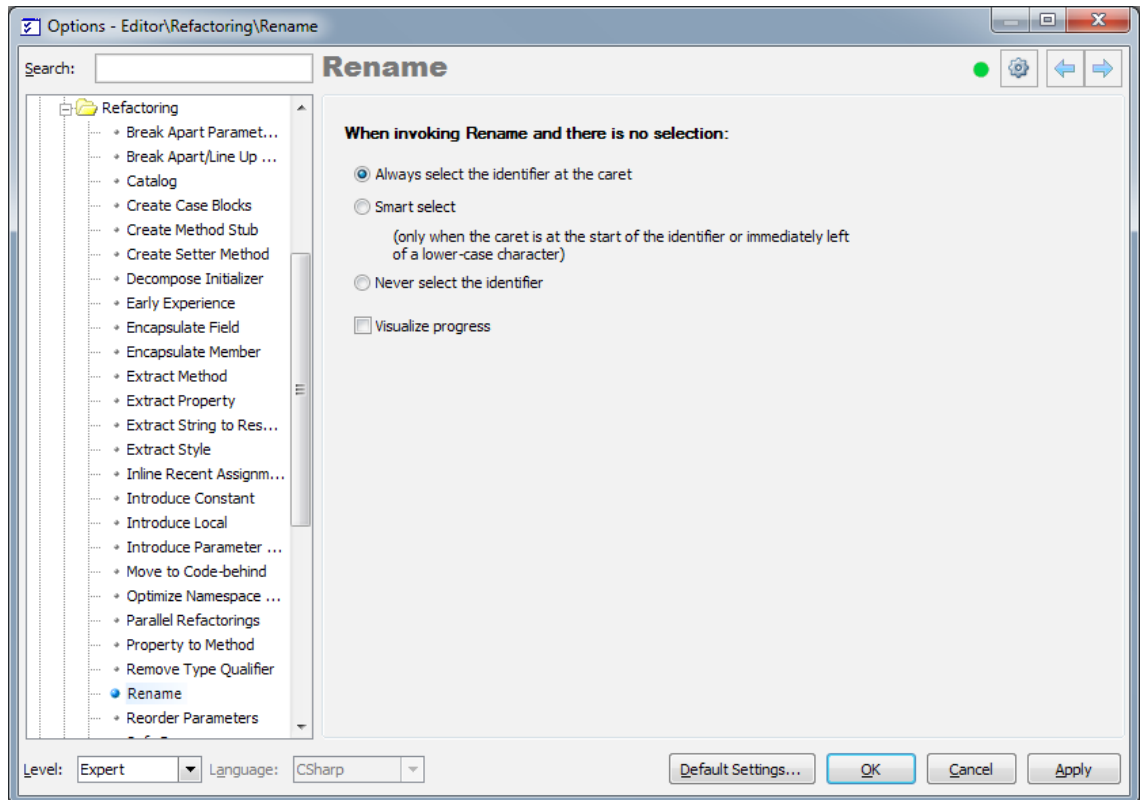 Options - Editor\Refactoring\Rename
Search:
Rename
Refactoring
Break Apart Paramet...
Break Apart/Line Up ...
Catalog
Create Case Blocks
Create Method Stub
Create Setter Method
Decompose Initializer
Early Experience
Encapsulate Field
Encapsulate Member
Extract Method
Extract Property
Extract String to Res...
Extract Style
Inline Recent Assignm...
Introduce Constant
Introduce Local
Introduce Parameter ...
Move to Code-behind
Optimize Namespace ...
Parallel Refactorings
Property to Method
Remove Type Qualifier
Rename
Reorder Parameters
When invoking Rename and there is no selection:
Always select the identifier at the caret
Smart select
(only when the caret is at the start of the identifier or immediately left
of a lower-case character)
Never select the identifier
Visualize progress
Level: Expert Language: CSharp Default Settings... OK Cancel Apply